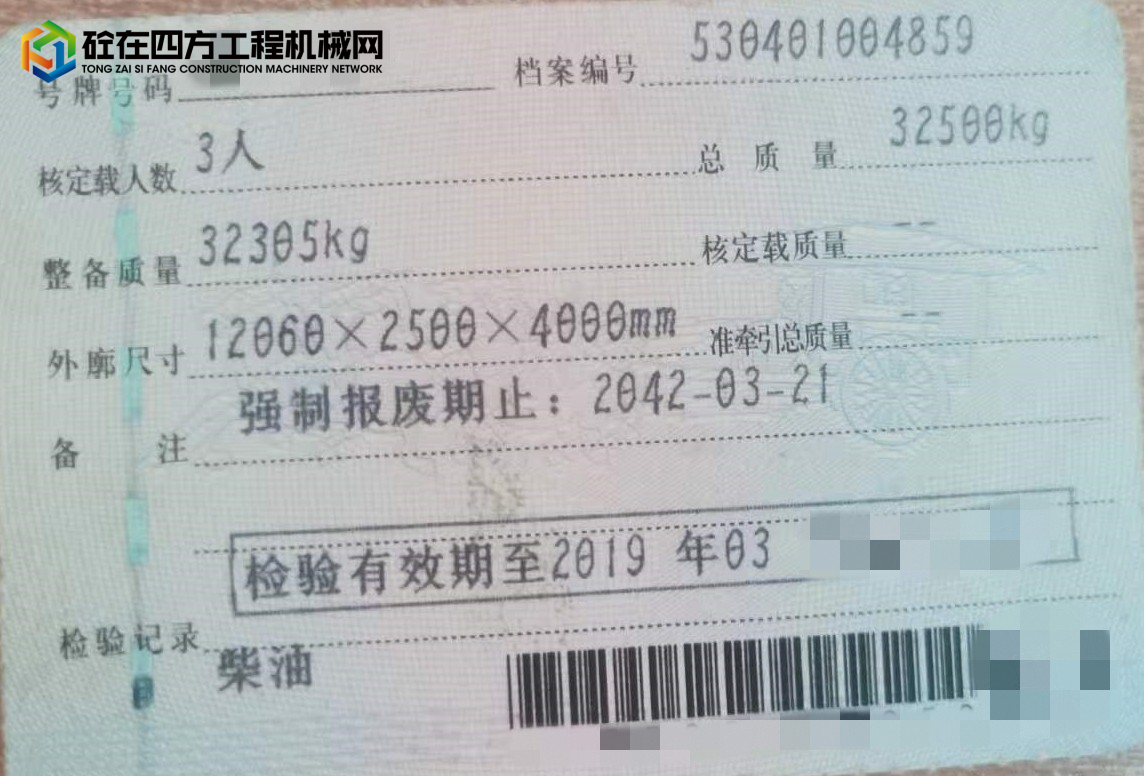 砼在四方工程机械网
TONG ZAI SI FANG CONSTRUCTION MACHINERY NETWORK
号牌号码 档案编号 530401004859
核定载人数 3人 总质量 32500kg
整备质量 32305kg 核定载质量 --
外廓尺寸 12060×2500×4000mm 准牵引总质量 --
备注 强制报废期止：2042-03-21
检验有效期至2019 年03
检验记录
柴油